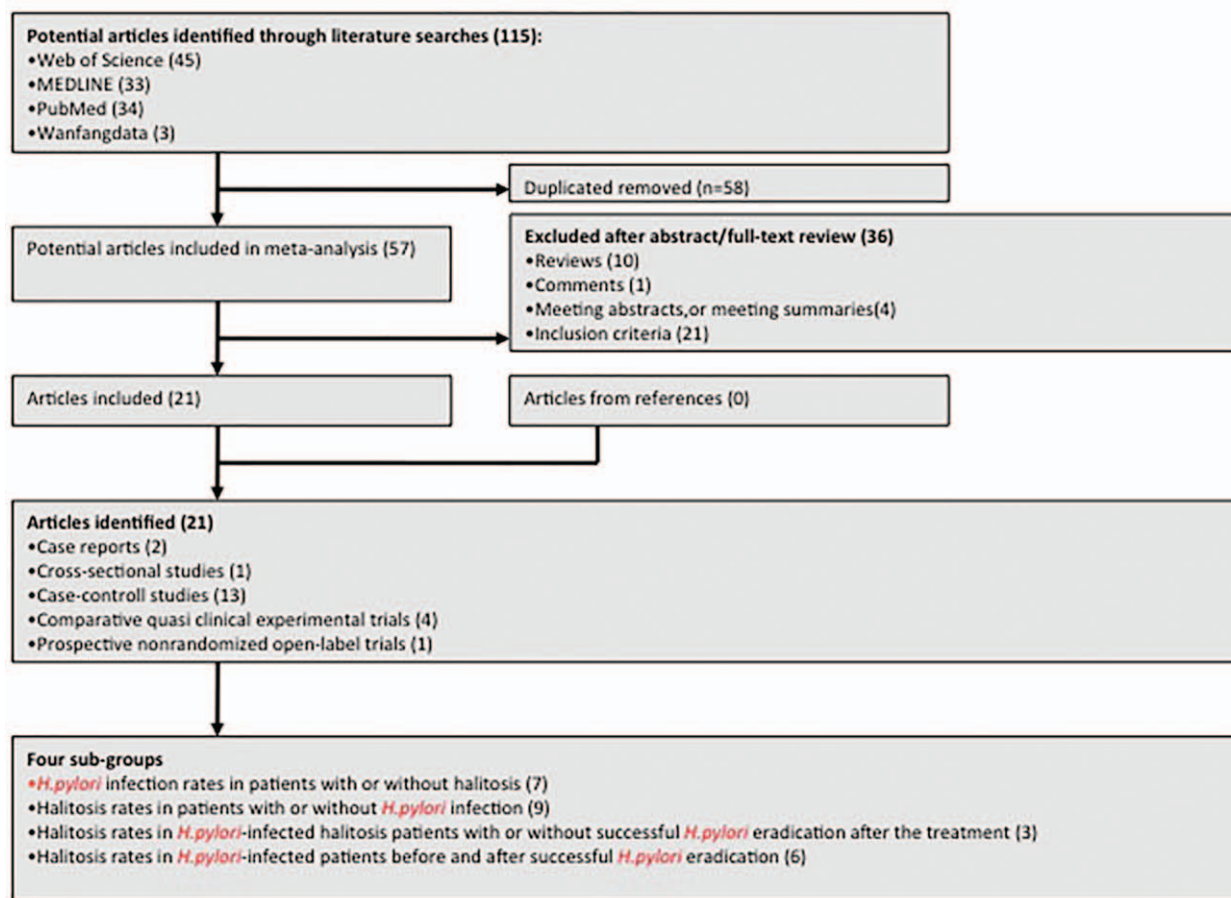 Potential articles identified through literature searches (115):
•Web of Science (45)
•MEDLINE (33)
•PubMed (34)
•Wanfangdata (3)
Duplicated removed (n=58)
Potential articles included in meta-analysis (57)
Excluded after abstract/full-text review (36)
•Reviews (10)
•Comments (1)
•Meeting abstracts,or meeting summaries(4)
•Inclusion criteria (21)
Articles included (21)
Articles from references (0)
Articles identified (21)
•Case reports (2)
•Cross-sectional studies (1)
•Case-controll studies (13)
•Comparative quasi clinical experimental trials (4)
•Prospective nonrandomized open-label trials (1)
Four sub-groups
•H.pylori infection rates in patients with or without halitosis (7)
•Halitosis rates in patients with or without H.pylori infection (9)
•Halitosis rates in H.pylori-infected halitosis patients with or without successful H.pylori eradication after the treatment (3)
•Halitosis rates in H.pylori-infected patients before and after successful H.pylori eradication (6)